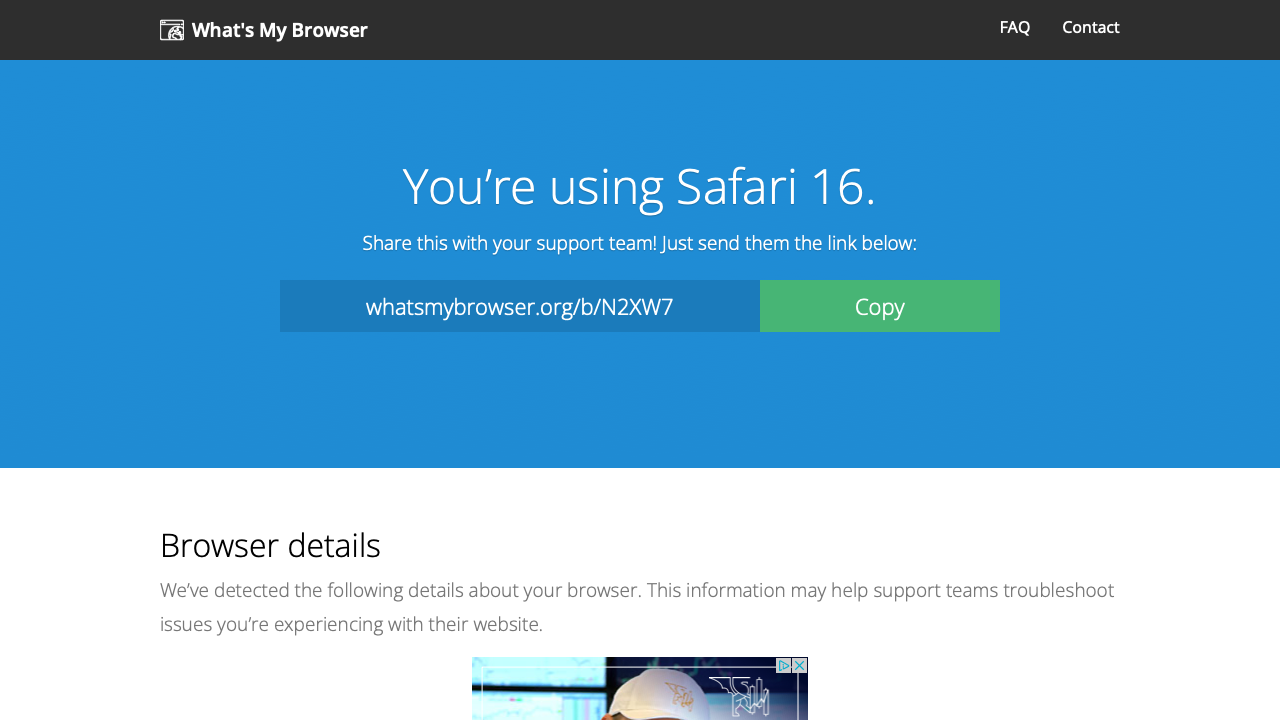 What's My Browser
FAQ
Contact
You’re using Safari 16.
Share this with your support team! Just send them the link below:
whatsmybrowser.org/b/N2XW7
Copy
Browser details
We’ve detected the following details about your browser. This information may help support teams troubleshoot
issues you’re experiencing with their website.